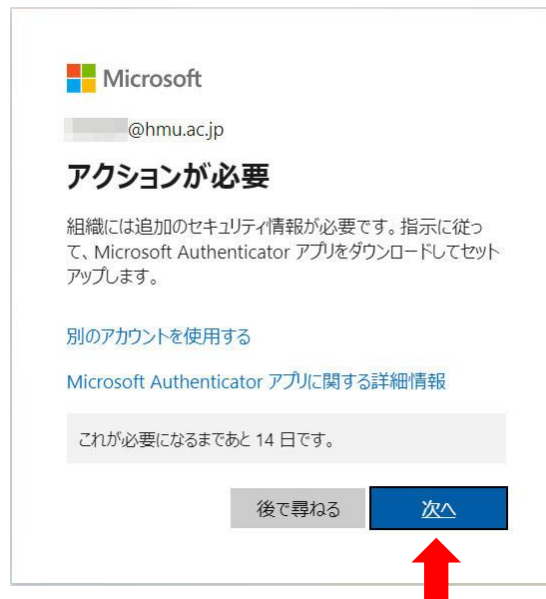 Microsoft
@hmu.ac.jp
アクションが必要
組織には追加のセキュリティ情報が必要です。指示に従っ
て、Microsoft Authenticator アプリをダウンロードしてセット
アップします。
別のアカウントを使用する
Microsoft Authenticator アプリに関する詳細情報
これが必要になるまであと 14 日です。
後で尋ねる
次へ